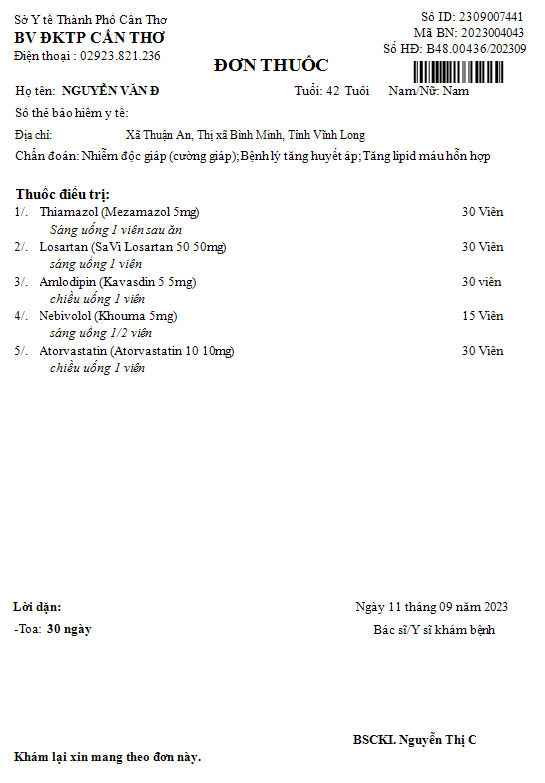 Sở Y tế Thành Phố Cần Thơ
BV ĐKTP CẦN THƠ
Điện thoại : 02923.821.236
Số ID: 2309007441
Mã BN: 2023004043
Số HĐ: B48.00436/202309
ĐƠN THUỐC
Họ tên: NGUYỄN VĂN Đ Tuổi: 42 Tuổi Nam/Nữ: Nam
Số thẻ bảo hiểm y tế:
Địa chỉ: Xã Thuận An, Thị xã Bình Minh, Tỉnh Vĩnh Long
Chẩn đoán: Nhiễm độc giáp (cường giáp); Bệnh lý tăng huyết áp; Tăng lipid máu hỗn hợp
Thuốc điều trị:
1/. Thiamazol (Mezamazol 5mg) 30 Viên
Sáng uống 1 viên sau ăn
2/. Losartan (SaVi Losartan 50 50mg) 30 Viên
sáng uống 1 viên
3/. Amlodipin (Kavasdin 5 5mg) 30 viên
chiều uống 1 viên
4/. Nebivolol (Khouma 5mg) 15 Viên
sáng uống 1/2 viên
5/. Atorvastatin (Atorvastatin 10 10mg) 30 Viên
chiều uống 1 viên
Lời dặn:
-Toa: 30 ngày
Ngày 11 tháng 09 năm 2023
Bác sĩ/Y sĩ khám bệnh
BSCKI. Nguyễn Thị C
Khám lại xin mang theo đơn này.